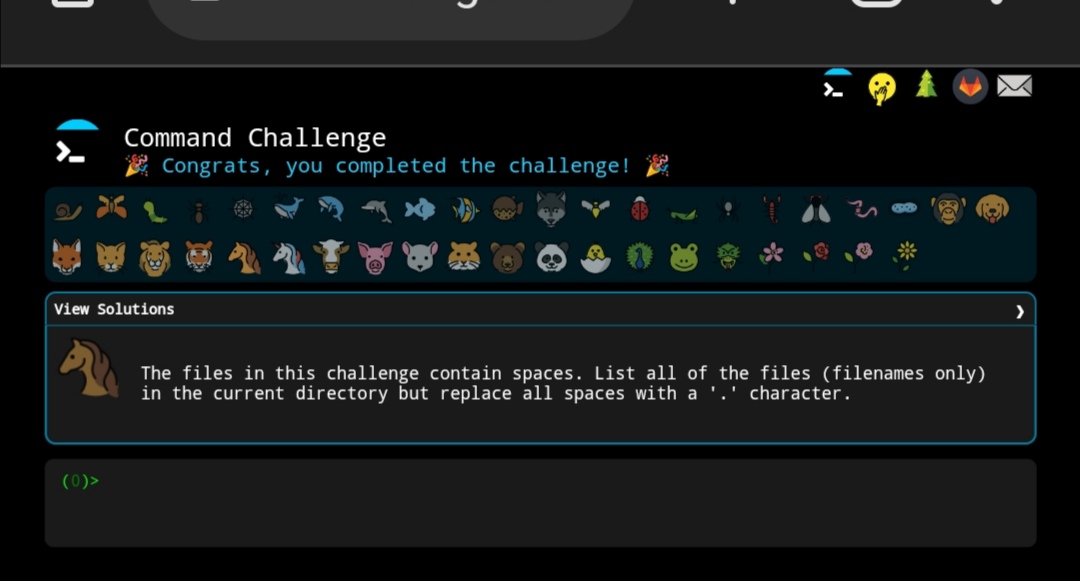 Command Challenge
🎉 Congrats, you completed the challenge! 🎉
View Solutions ❯
The files in this challenge contain spaces. List all of the files (filenames only)
in the current directory but replace all spaces with a '.' character.
(0)>